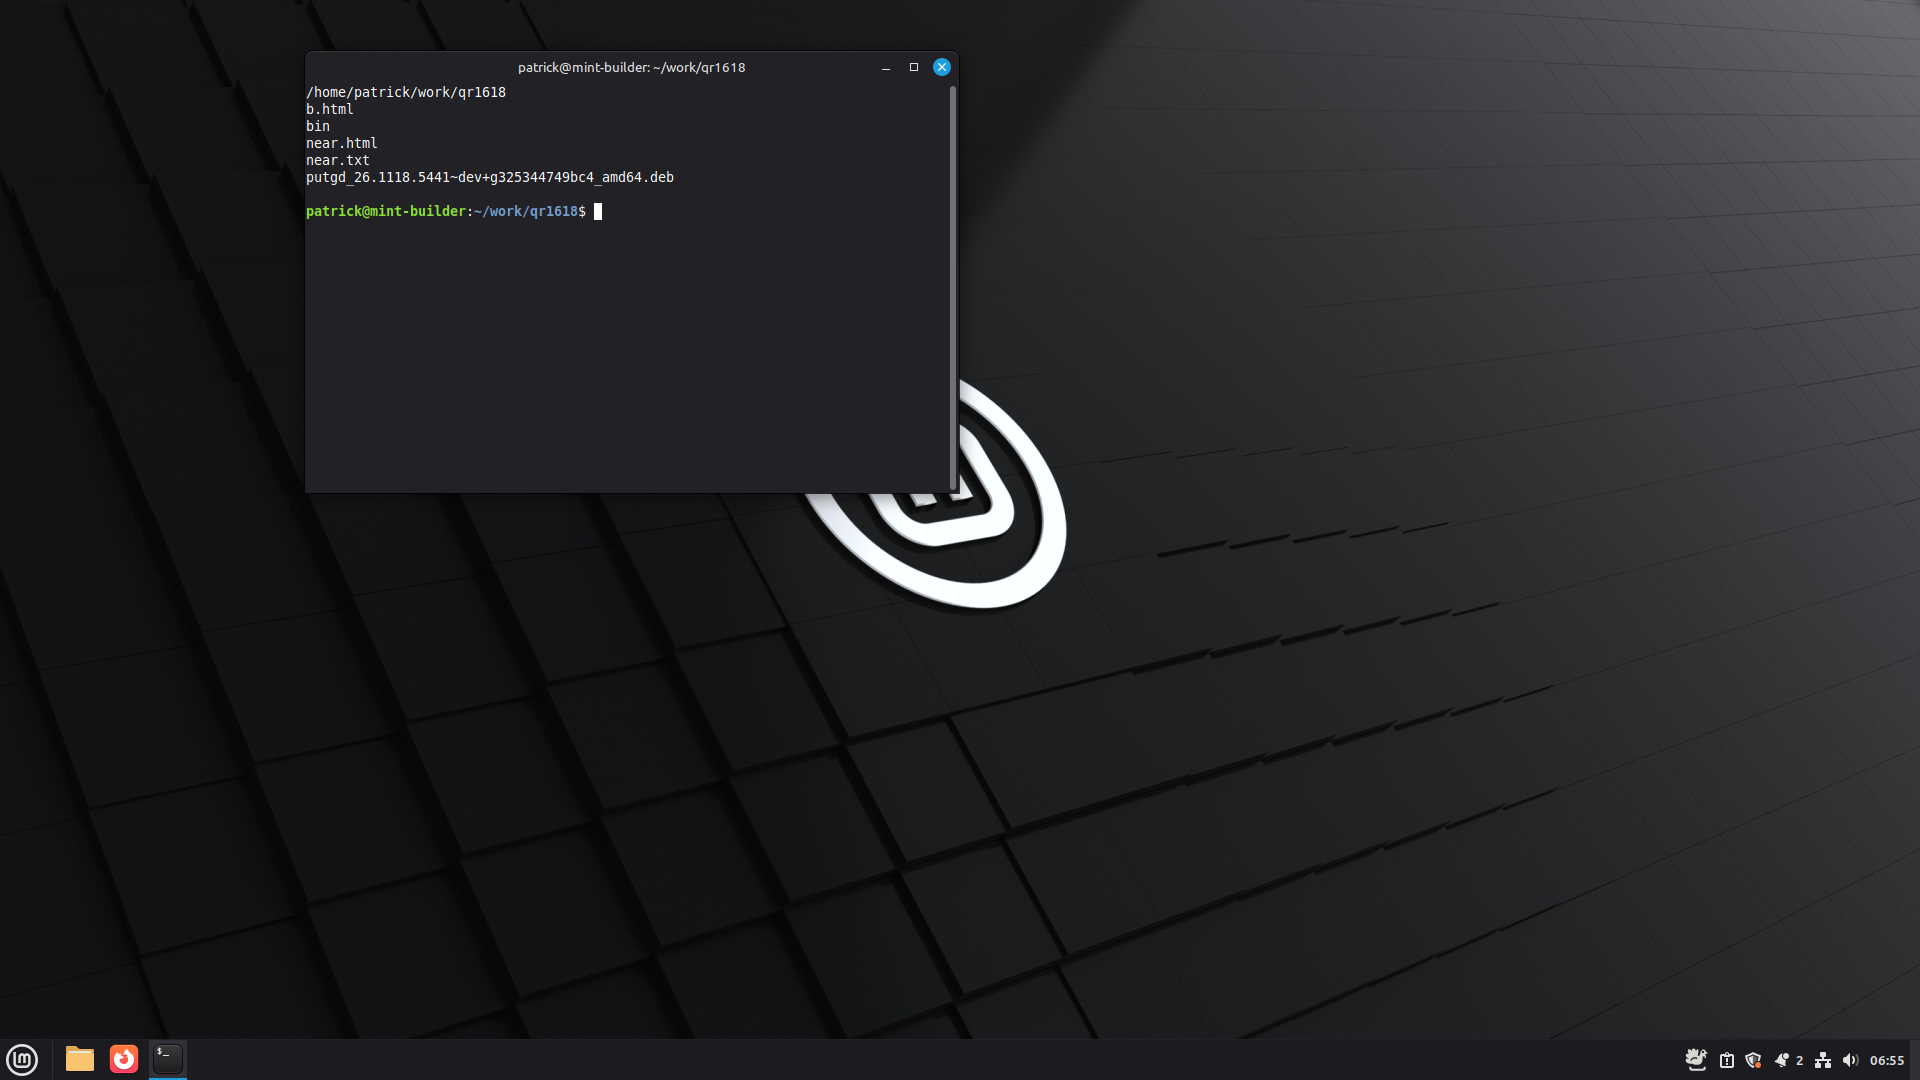 patrick@mint-builder: ~/work/qr1618
/home/patrick/work/qr1618
b.html
bin
near.html
near.txt
putgd_26.1118.5441~dev+g325344749bc4_amd64.deb
patrick@mint-builder:~/work/qr1618$
$_
2
06:55